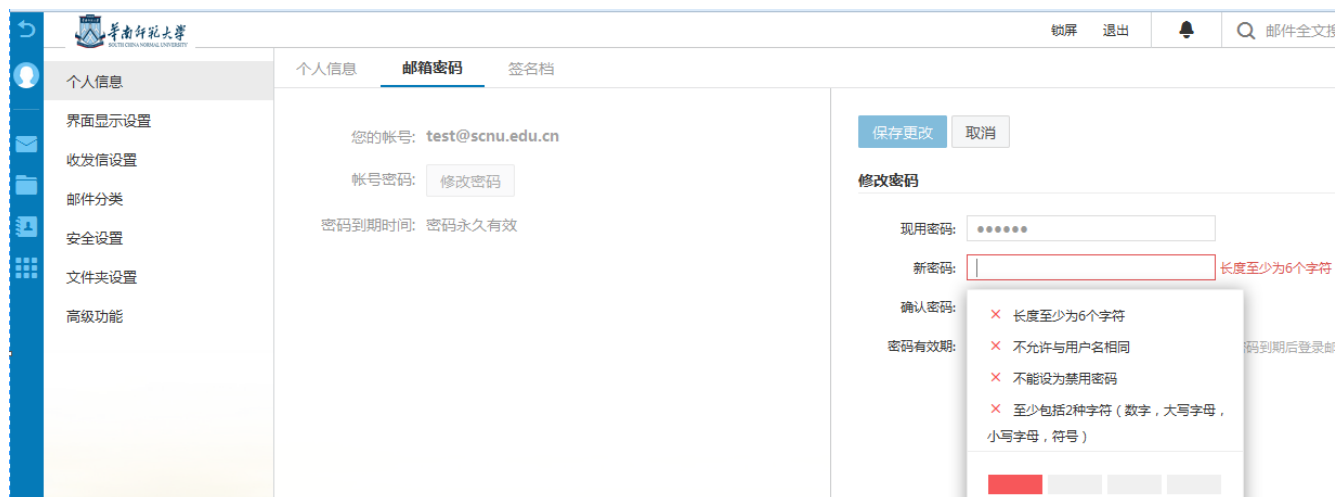 华南师范大学
SOUTH CHINA NORMAL UNIVERSITY
锁屏 退出 邮件全文搜
个人信息 邮箱密码 签名档
个人信息
界面显示设置
收发信设置
邮件分类
安全设置
文件夹设置
高级功能
您的帐号: test@scnu.edu.cn
帐号密码: 修改密码
密码到期时间: 密码永久有效
保存更改 取消
修改密码
现用密码: ••••••
新密码: 长度至少为6个字符
确认密码:
密码有效期: 码到期后登录邮
× 长度至少为6个字符
× 不允许与用户名相同
× 不能设为禁用密码
× 至少包括2种字符（数字，大写字母，
小写字母，符号）